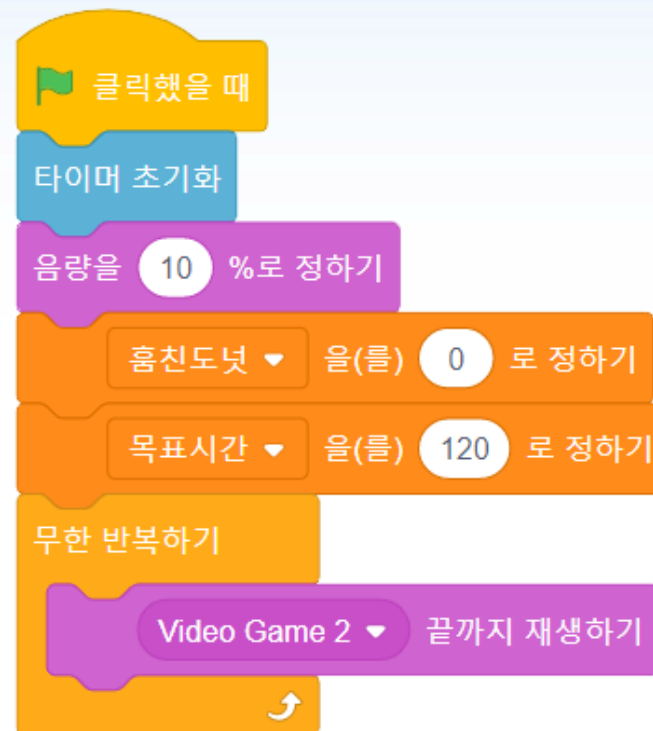 클릭했을 때
타이머 초기화
음량을 10 %로 정하기
훔친도넛 을(를) 0 로 정하기
목표시간 을(를) 120 로 정하기
무한 반복하기
Video Game 2 끝까지 재생하기